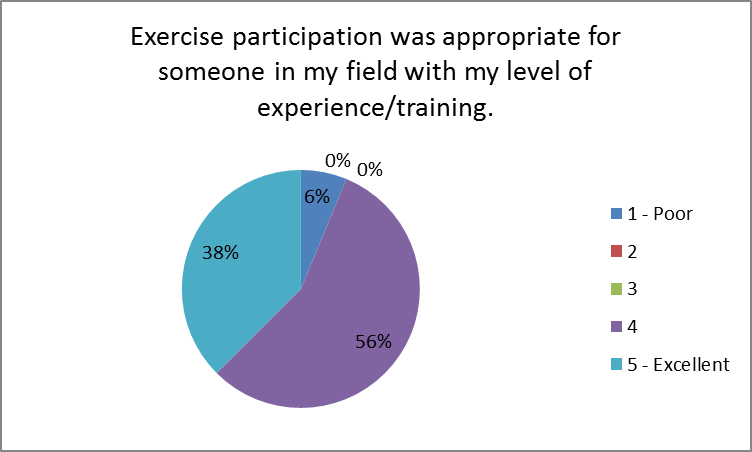 Exercise participation was appropriate for
someone in my field with my level of
experience/training.
0%
0%
6%
38%
56%
1 - Poor
2
3
4
5 - Excellent